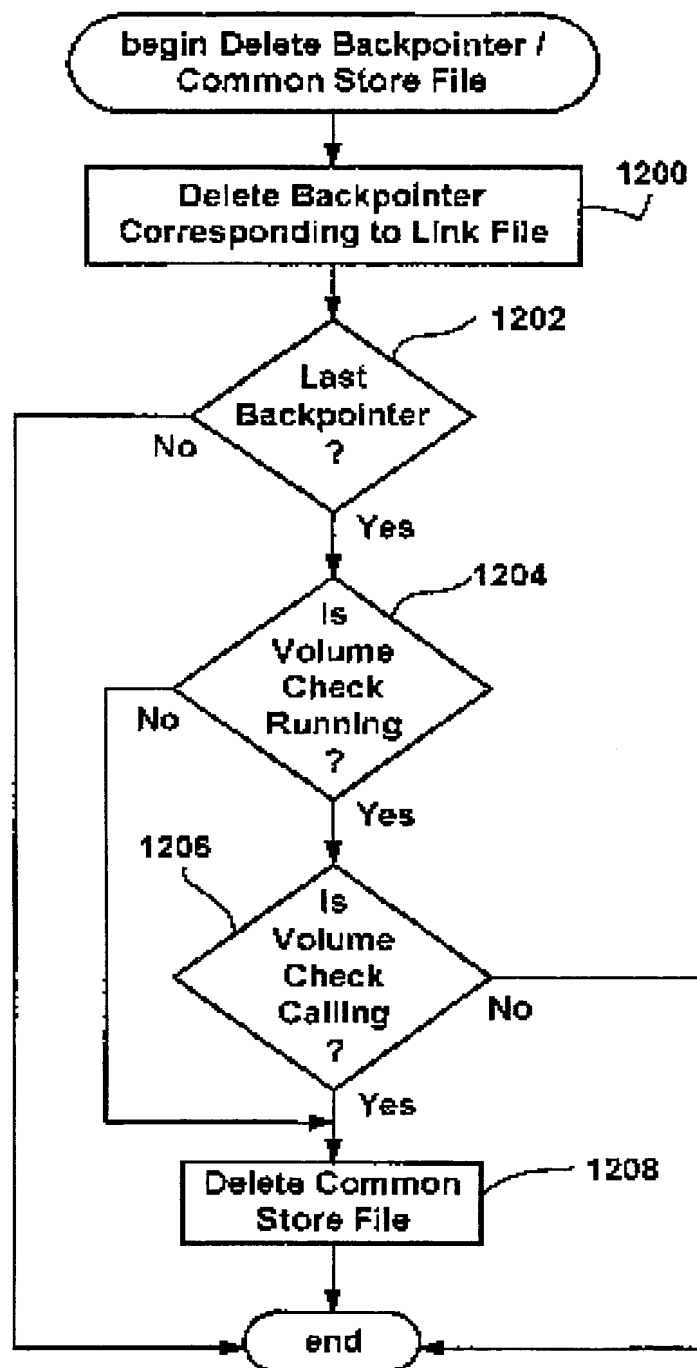 begin Delete Backpointer /
Common Store File
1200
Delete Backpointer
Corresponding to Link File
1202
Last
Backpointer
?
No
Yes
1204
Is
Volume
Check
Running
?
No
Yes
1206
Is
Volume
Check
Calling
?
No
Yes
1208
Delete Common
Store File
end